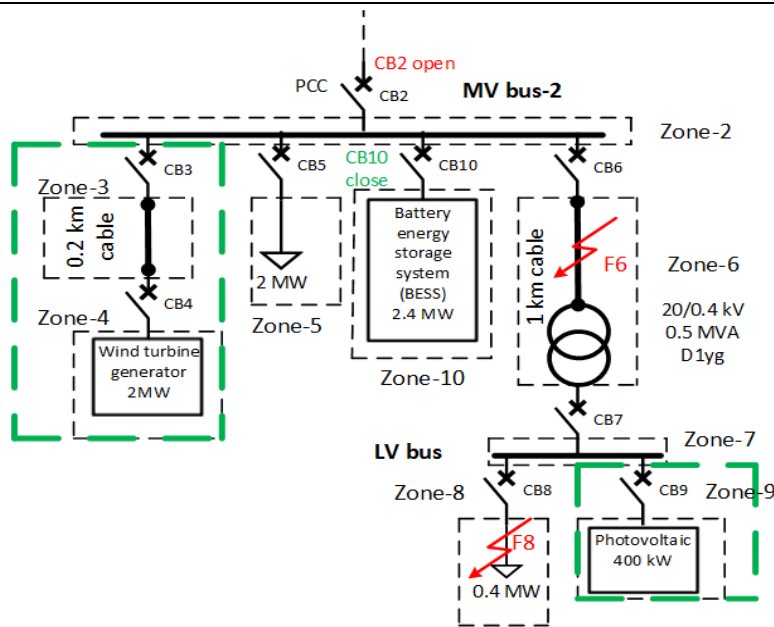 CB2 open
PCC
CB2
MV bus-2
Zone-2
CB3
CB5
CB10
close
CB10
CB6
Zone-3
0.2 km
cable
CB4
Zone-4
Wind turbine
generator
2MW
2 MW
Zone-5
Battery
energy
storage
system
(BESS)
2.4 MW
Zone-10
1 km cable
F6
Zone-6
20/0.4 kV
0.5 MVA
D1yg
CB7
LV bus
Zone-7
Zone-8
CB8
CB9
Zone-9
F8
0.4 MW
Photovoltaic
400 kW